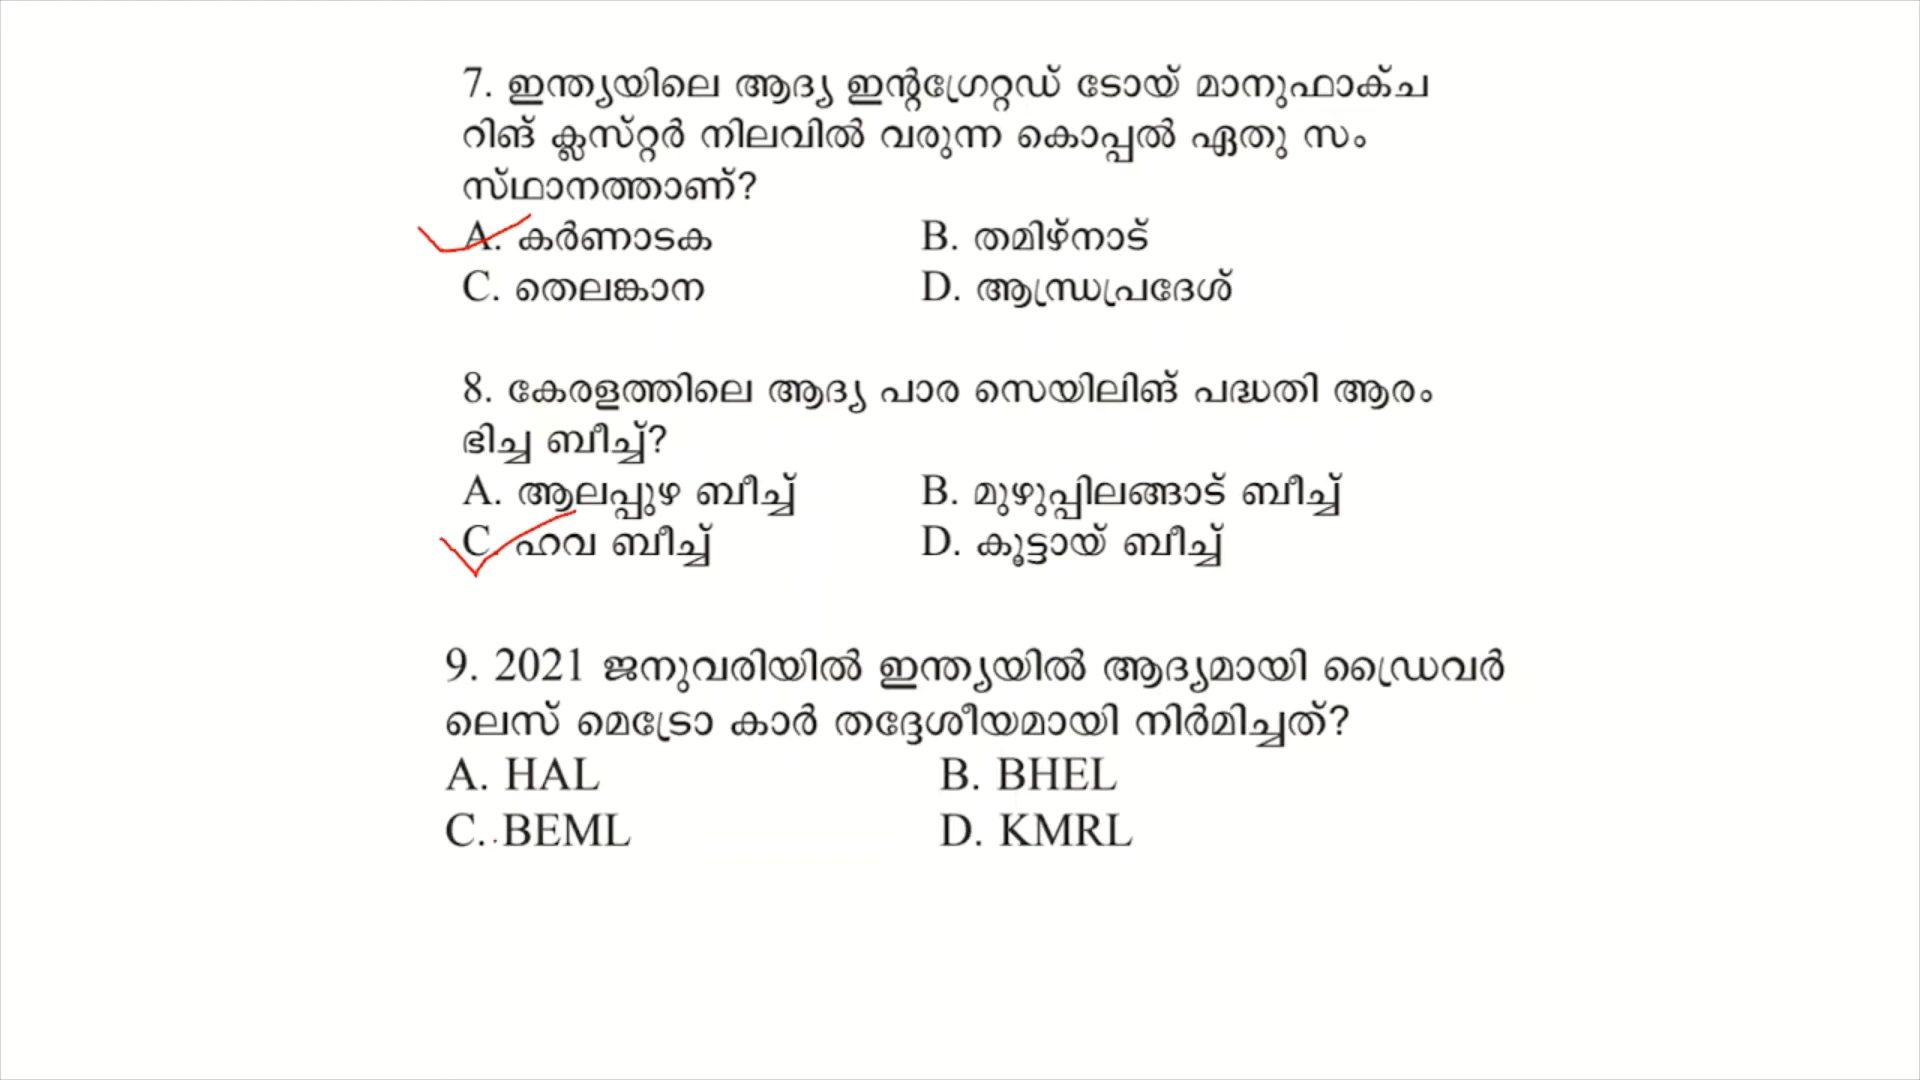 7. ഇന്ത്യയിലെ ആദ്യ ഇന്റഗ്രേറ്റഡ് ടോയ് മാനുഫാക്ച
റിങ് ക്ലസ്റ്റർ നിലവിൽ വരുന്ന കൊപ്പൽ ഏതു സം
സ്ഥാനത്താണ്?
A. കർണാടക B. തമിഴ്നാട്
C. തെലങ്കാന D. ആന്ധ്രപ്രദേശ്
8. കേരളത്തിലെ ആദ്യ പാര സെയിലിങ് പദ്ധതി ആരം
ഭിച്ച ബീച്ച്?
A. ആലപ്പുഴ ബീച്ച് B. മുഴുപ്പിലങ്ങാട് ബീച്ച്
C. ഹവ ബീച്ച് D. കൂട്ടായ് ബീച്ച്
9. 2021 ജനുവരിയിൽ ഇന്ത്യയിൽ ആദ്യമായി ഡ്രൈവർ
ലെസ് മെട്രോ കാർ തദ്ദേശീയമായി നിർമിച്ചത്?
A. HAL B. BHEL
C. BEML D. KMRL